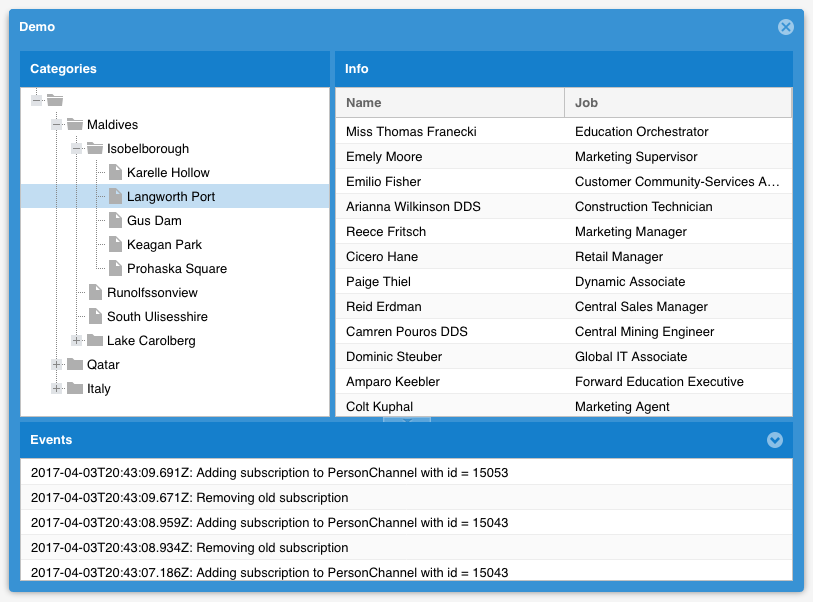 Demo
Categories
Maldives
Isobelborough
Karelle Hollow
Langworth Port
Gus Dam
Keagan Park
Prohaska Square
Runolfssonview
South Ulisesshire
Lake Carolberg
Qatar
Italy
Info
Name Job
Miss Thomas Franecki Education Orchestrator
Emely Moore Marketing Supervisor
Emilio Fisher Customer Community-Services A…
Arianna Wilkinson DDS Construction Technician
Reece Fritsch Marketing Manager
Cicero Hane Retail Manager
Paige Thiel Dynamic Associate
Reid Erdman Central Sales Manager
Camren Pouros DDS Central Mining Engineer
Dominic Steuber Global IT Associate
Amparo Keebler Forward Education Executive
Colt Kuphal Marketing Agent
Events
2017-04-03T20:43:09.691Z: Adding subscription to PersonChannel with id = 15053
2017-04-03T20:43:09.671Z: Removing old subscription
2017-04-03T20:43:08.959Z: Adding subscription to PersonChannel with id = 15043
2017-04-03T20:43:08.934Z: Removing old subscription
2017-04-03T20:43:07.186Z: Adding subscription to PersonChannel with id = 15043